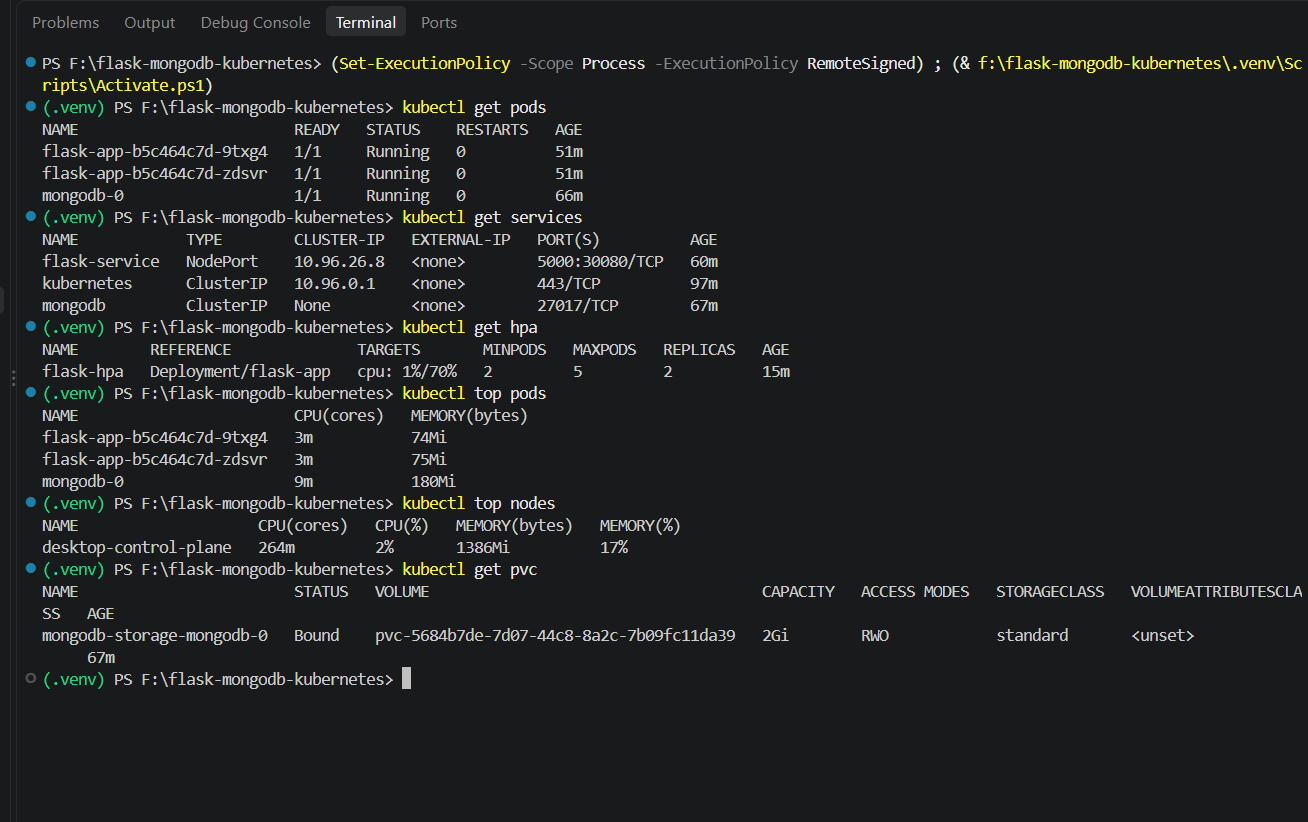 Problems Output Debug Console Terminal Ports
PS F:\flask-mongodb-kubernetes> (Set-ExecutionPolicy -Scope Process -ExecutionPolicy RemoteSigned) ; (& f:\flask-mongodb-kubernetes\.venv\Sc
ripts\Activate.ps1)
(.venv) PS F:\flask-mongodb-kubernetes> kubectl get pods
NAME READY STATUS RESTARTS AGE
flask-app-b5c464c7d-9txg4 1/1 Running 0 51m
flask-app-b5c464c7d-zdsvr 1/1 Running 0 51m
mongodb-0 1/1 Running 0 66m
(.venv) PS F:\flask-mongodb-kubernetes> kubectl get services
NAME TYPE CLUSTER-IP EXTERNAL-IP PORT(S) AGE
flask-service NodePort 10.96.26.8 <none> 5000:30080/TCP 60m
kubernetes ClusterIP 10.96.0.1 <none> 443/TCP 97m
mongodb ClusterIP None <none> 27017/TCP 67m
(.venv) PS F:\flask-mongodb-kubernetes> kubectl get hpa
NAME REFERENCE TARGETS MINPODS MAXPODS REPLICAS AGE
flask-hpa Deployment/flask-app cpu: 1%/70% 2 5 2 15m
(.venv) PS F:\flask-mongodb-kubernetes> kubectl top pods
NAME CPU(cores) MEMORY(bytes)
flask-app-b5c464c7d-9txg4 3m 74Mi
flask-app-b5c464c7d-zdsvr 3m 75Mi
mongodb-0 9m 180Mi
(.venv) PS F:\flask-mongodb-kubernetes> kubectl top nodes
NAME CPU(cores) CPU(%) MEMORY(bytes) MEMORY(%)
desktop-control-plane 264m 2% 1386Mi 17%
(.venv) PS F:\flask-mongodb-kubernetes> kubectl get pvc
NAME STATUS VOLUME CAPACITY ACCESS MODES STORAGECLASS VOLUMEATTRIBUTESCLA
SS AGE
mongodb-storage-mongodb-0 Bound pvc-5684b7de-7d07-44c8-8a2c-7b09fc11da39 2Gi RWO standard <unset>
67m
(.venv) PS F:\flask-mongodb-kubernetes>